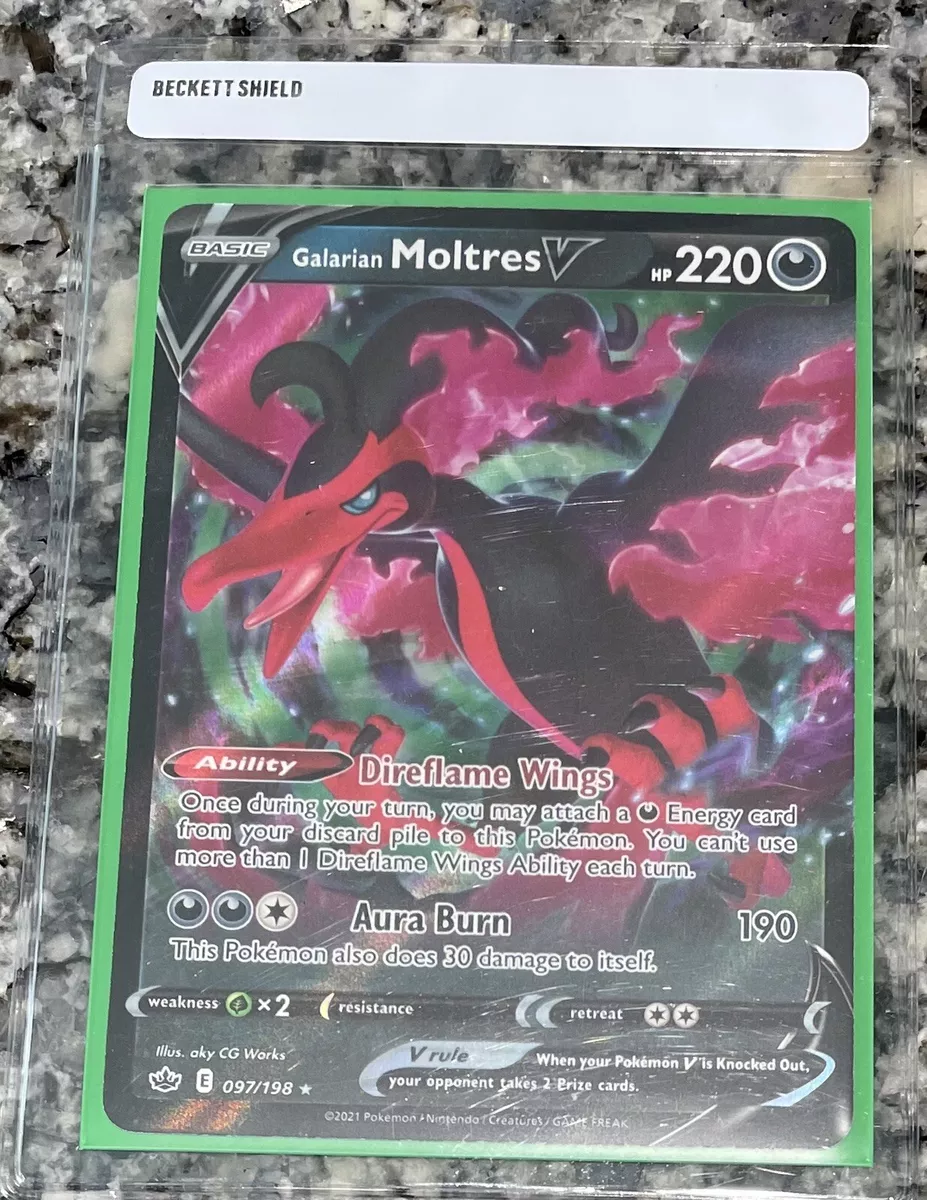 BECKETT SHIELD
BASIC Galarian Moltres V HP 220
Ability Direflame Wings
Once during your turn, you may attach a Energy card
from your discard pile to this Pokémon. You can't use
more than 1 Direflame Wings Ability each turn.
Aura Burn 190
This Pokémon also does 30 damage to itself.
weakness ×2 resistance retreat
Illus. aky CG Works
V rule When your Pokémon V is Knocked Out,
your opponent takes 2 Prize cards.
E 097/198 ★
©2021 Pokémon / Nintendo / Creatures / GAME FREAK